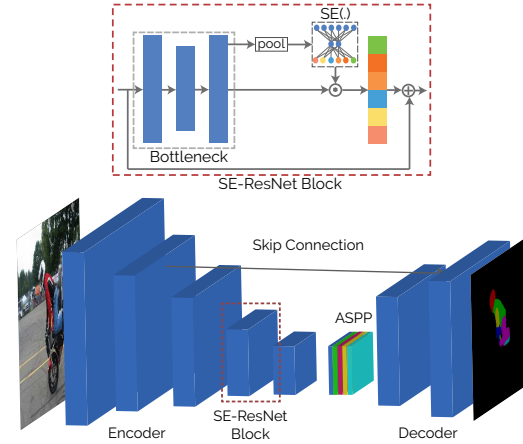 SE(.)
pool
Bottleneck
SE-ResNet Block
Skip Connection
ASPP
Encoder
SE-ResNet
Block
Decoder